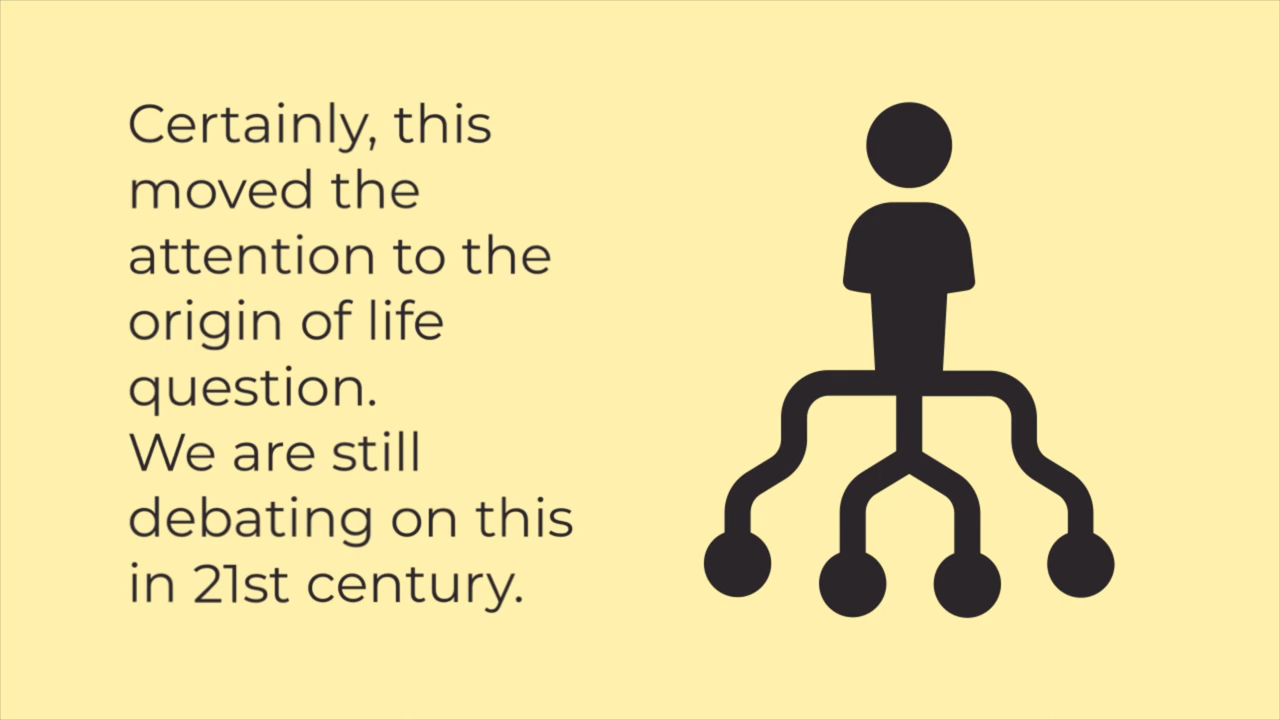 Certainly, this
moved the
attention to the
origin of life
question.
We are still
debating on this
in 21st century.